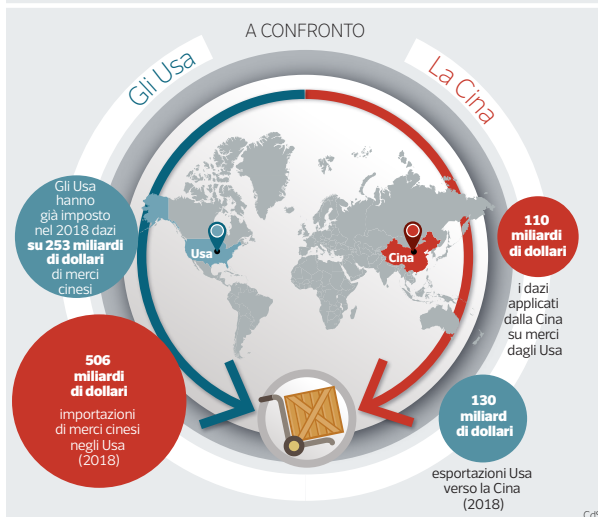 A CONFRONTO
Gli Usa
La Cina
Gli Usa
hanno
già imposto
nel 2018 dazi
su 253 miliardi
di dollari
di merci
cinesi
Usa
Cina
110
miliardi
di dollari
i dazi
applicati
dalla Cina
su merci
dagli Usa
506
miliardi
di dollari
importazioni
di merci cinesi
negli Usa
(2018)
130
miliard
di dollari
esportazioni Usa
verso la Cina
(2018)